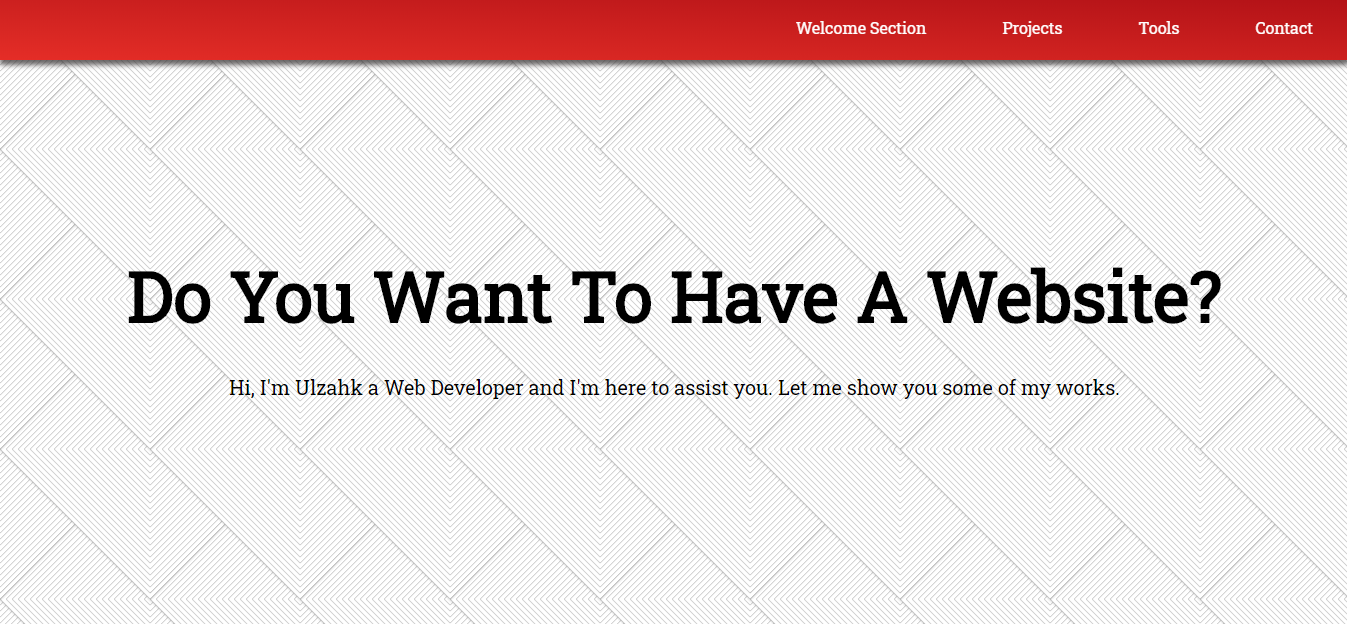 Welcome Section Projects Tools Contact
Do You Want To Have A Website?
Hi, I'm Ulzahk a Web Developer and I'm here to assist you. Let me show you some of my works.